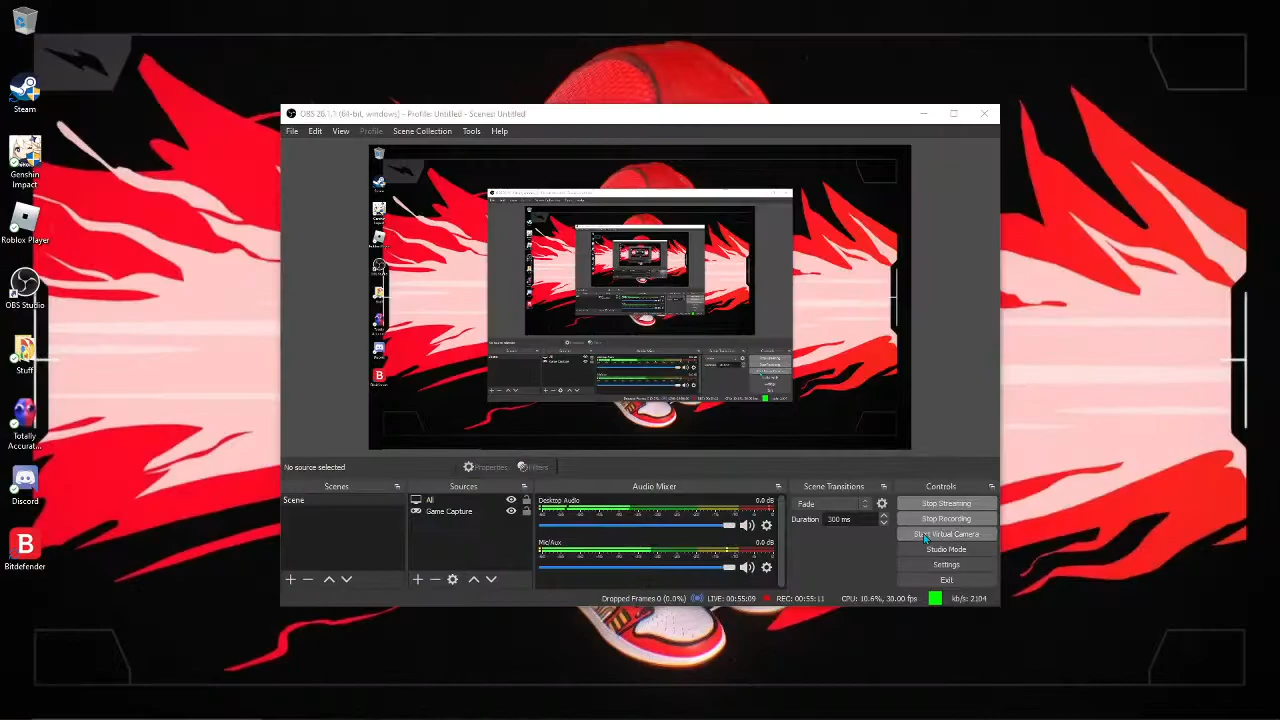 Steam
Genshin
Impact
Roblox Player
OBS Studio
Stuff
Totally
Accurat...
Discord
Bitdefender
OBS 26.1.1 (64-bit, windows) - Profile: Untitled - Scenes: Untitled
File Edit View Profile Scene Collection Tools Help
No source selected Properties Filters
Scenes Sources Audio Mixer Scene Transitions Controls
Scene
All
Game Capture
Desktop Audio 0.0 dB
Mic/Aux 0.0 dB
Fade
Duration 300 ms
Stop Streaming
Stop Recording
Start Virtual Camera
Studio Mode
Settings
Exit
Dropped Frames 0 (0.0%) LIVE: 00:55:09 REC: 00:55:11 CPU: 10.6%, 30.00 fps kb/s: 2104